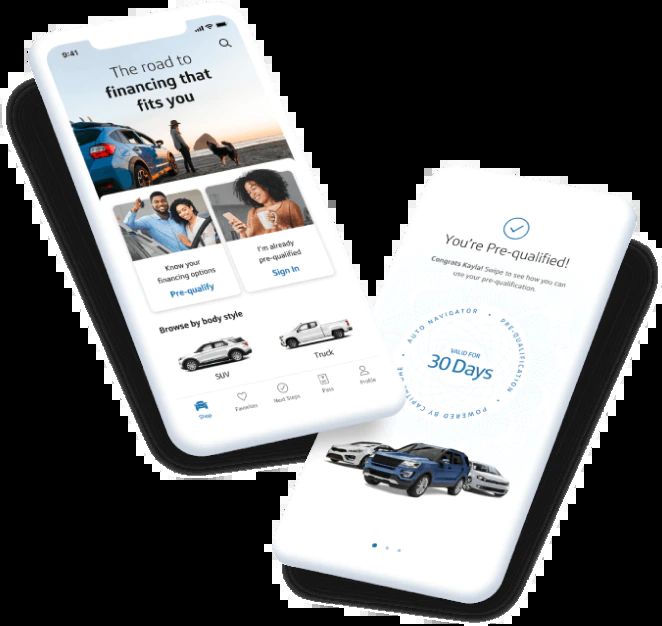 9:41
The road to
financing that
fits you
Know your
financing options
Pre-qualify
I'm already
pre-qualified
Sign In
Browse by body style
SUV
Truck
Shop
Favorites
Next Steps
Pass
Profile
You're Pre-qualified!
Congrats Kayla! Swipe to see how you can
use your pre-qualification.
AUTO NAVIGATOR • PRE-QUALIFICATION • POWERED BY
VALID FOR
30 Days